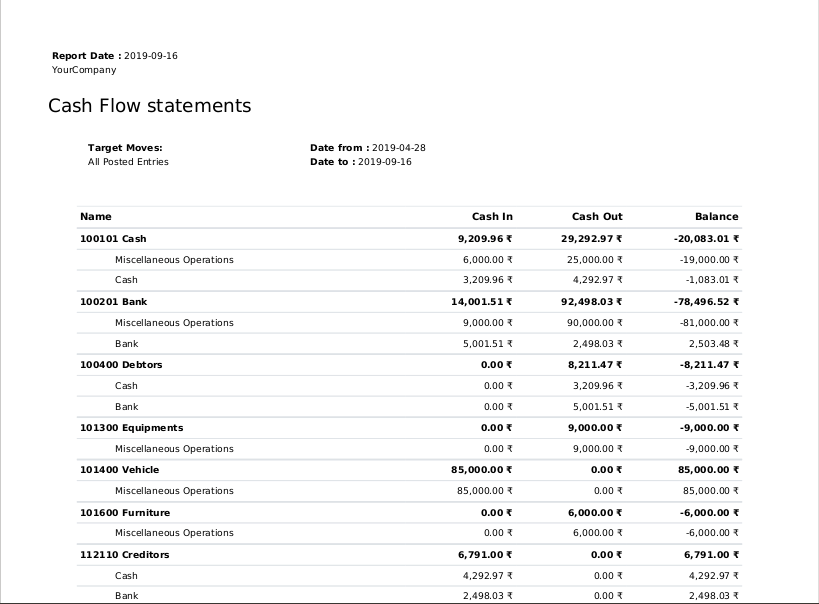 Report Date : 2019-09-16
YourCompany
Cash Flow statements
Target Moves: Date from : 2019-04-28
All Posted Entries Date to : 2019-09-16
Name Cash In Cash Out Balance
100101 Cash 9,209.96 ₹ 29,292.97 ₹ -20,083.01 ₹
Miscellaneous Operations 6,000.00 ₹ 25,000.00 ₹ -19,000.00 ₹
Cash 3,209.96 ₹ 4,292.97 ₹ -1,083.01 ₹
100201 Bank 14,001.51 ₹ 92,498.03 ₹ -78,496.52 ₹
Miscellaneous Operations 9,000.00 ₹ 90,000.00 ₹ -81,000.00 ₹
Bank 5,001.51 ₹ 2,498.03 ₹ 2,503.48 ₹
100400 Debtors 0.00 ₹ 8,211.47 ₹ -8,211.47 ₹
Cash 0.00 ₹ 3,209.96 ₹ -3,209.96 ₹
Bank 0.00 ₹ 5,001.51 ₹ -5,001.51 ₹
101300 Equipments 0.00 ₹ 9,000.00 ₹ -9,000.00 ₹
Miscellaneous Operations 0.00 ₹ 9,000.00 ₹ -9,000.00 ₹
101400 Vehicle 85,000.00 ₹ 0.00 ₹ 85,000.00 ₹
Miscellaneous Operations 85,000.00 ₹ 0.00 ₹ 85,000.00 ₹
101600 Furniture 0.00 ₹ 6,000.00 ₹ -6,000.00 ₹
Miscellaneous Operations 0.00 ₹ 6,000.00 ₹ -6,000.00 ₹
112110 Creditors 6,791.00 ₹ 0.00 ₹ 6,791.00 ₹
Cash 4,292.97 ₹ 0.00 ₹ 4,292.97 ₹
Bank 2,498.03 ₹ 0.00 ₹ 2,498.03 ₹